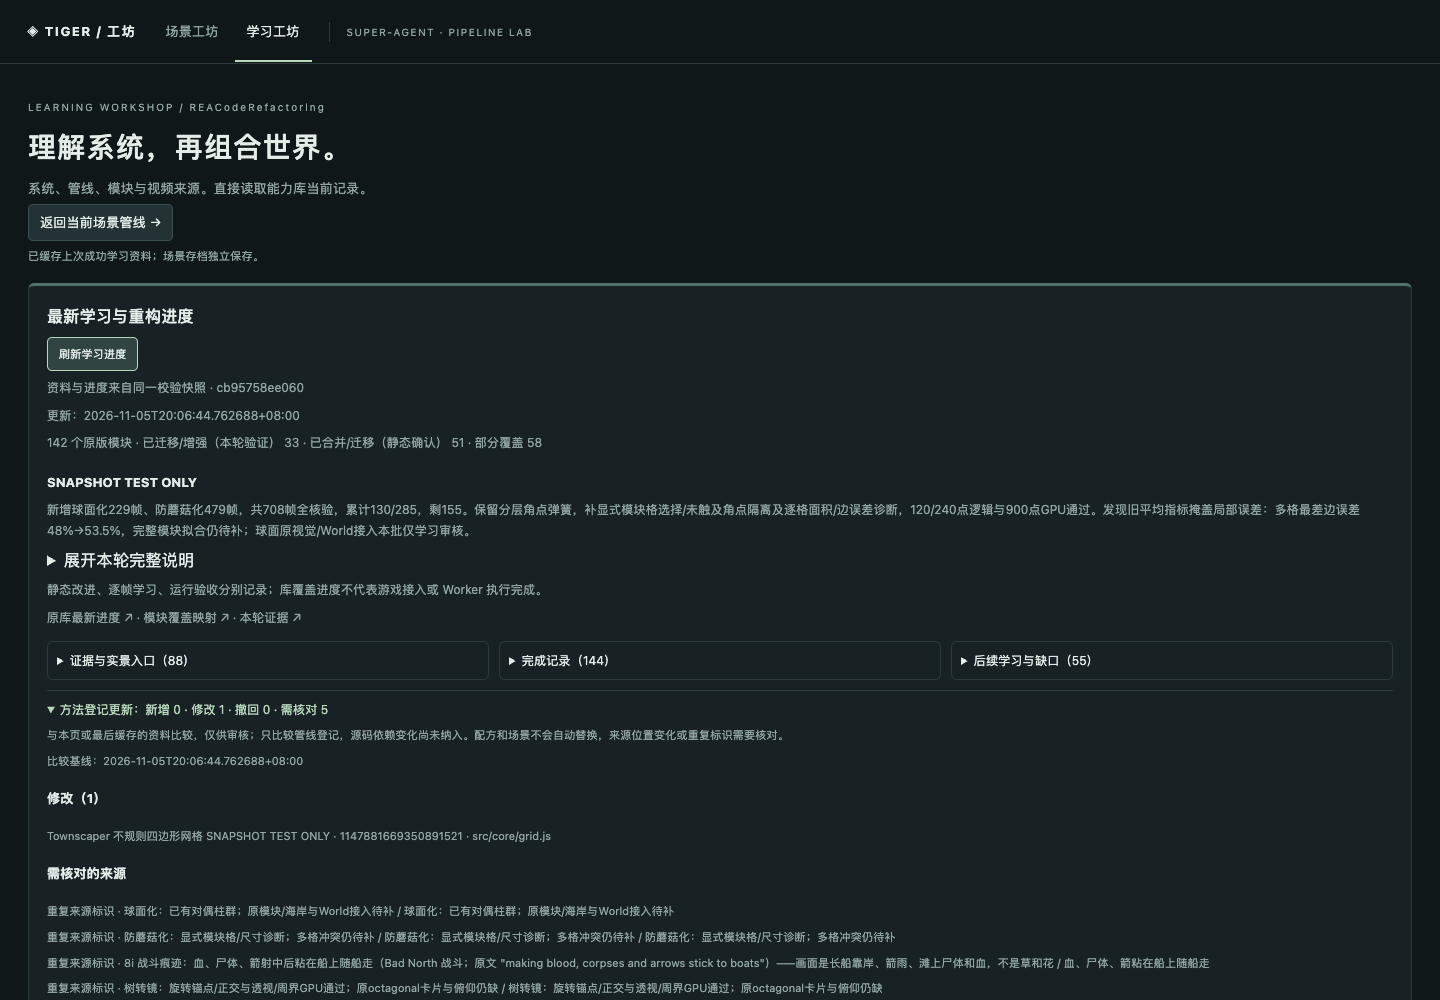 ◈ TIGER / 工坊 场景工坊 学习工坊 SUPER-AGENT · PIPELINE LAB
LEARNING WORKSHOP / REACodeRefactoring
理解系统，再组合世界。
系统、管线、模块与视频来源。直接读取能力库当前记录。
返回当前场景管线 →
已缓存上次成功学习资料；场景存档独立保存。
最新学习与重构进度
刷新学习进度
资料与进度来自同一校验快照 · cb95758ee060
更新：2026-11-05T20:06:44.762688+08:00
142 个原版模块 · 已迁移/增强（本轮验证） 33 · 已合并/迁移（静态确认） 51 · 部分覆盖 58
SNAPSHOT TEST ONLY
新增球面化229帧、防蘑菇化479帧，共708帧全核验，累计130/285，剩155。保留分层角点弹簧，补显式模块格选择/未触及角点隔离及逐格面积/边误差诊断，120/240点逻辑与900点GPU通过。发现旧平均指标掩盖局部误差：多格最差边误差
48%→53.5%，完整模块拟合仍待补；球面原视觉/World接入本批仅学习审核。
▶ 展开本轮完整说明
静态改进、逐帧学习、运行验收分别记录；库覆盖进度不代表游戏接入或 Worker 执行完成。
原库最新进度 ↗ · 模块覆盖映射 ↗ · 本轮证据 ↗
▶ 证据与实景入口（88） ▶ 完成记录（144） ▶ 后续学习与缺口（55）
▼ 方法登记更新：新增 0 · 修改 1 · 撤回 0 · 需核对 5
与本页或最后缓存的资料比较，仅供审核；只比较管线登记，源码依赖变化尚未纳入。配方和场景不会自动替换，来源位置变化或重复标识需要核对。
比较基线：2026-11-05T20:06:44.762688+08:00
修改（1）
Townscaper 不规则四边形网格 SNAPSHOT TEST ONLY · 1147881669350891521 · src/core/grid.js
需核对的来源
重复来源标识 · 球面化：已有对偶柱群；原模块/海岸与World接入待补 / 球面化：已有对偶柱群；原模块/海岸与World接入待补
重复来源标识 · 防蘑菇化：显式模块格/尺寸诊断；多格冲突仍待补 / 防蘑菇化：显式模块格/尺寸诊断；多格冲突仍待补 / 防蘑菇化：显式模块格/尺寸诊断；多格冲突仍待补
重复来源标识 · 8i 战斗痕迹：血、尸体、箭射中后粘在船上随船走（Bad North 战斗；原文 "making blood, corpses and arrows stick to boats"）——画面是长船靠岸、箭雨、滩上尸体和血，不是草和花 / 血、尸体、箭粘在船上随船走
重复来源标识 · 树转镜：旋转锚点/正交与透视/周界GPU通过；原octagonal卡片与俯仰仍缺 / 树转镜：旋转锚点/正交与透视/周界GPU通过；原octagonal卡片与俯仰仍缺